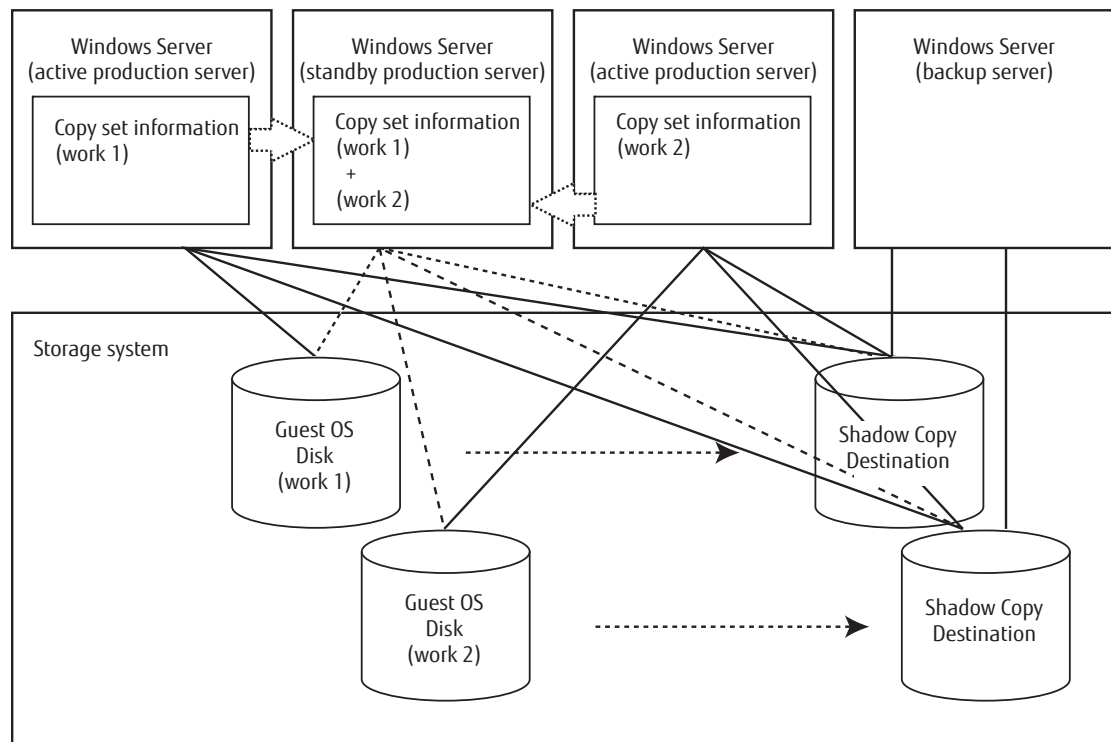 Windows Server
(active production server)
Copy set information
(work 1)
Windows Server
(standby production server)
Copy set information
(work 1)
+
(work 2)
Windows Server
(active production server)
Copy set information
(work 2)
Windows Server
(backup server)
Storage system
Guest OS
Disk
(work 1)
Shadow Copy
Destination
Guest OS
Disk
(work 2)
Shadow Copy
Destination